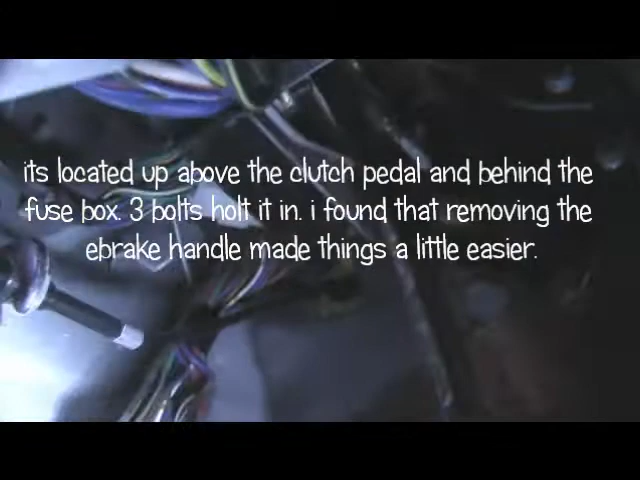 its located up above the clutch pedal and behind the
fuse box. 3 bolts holt it in. i found that removing the
ebrake handle made things a little easier.